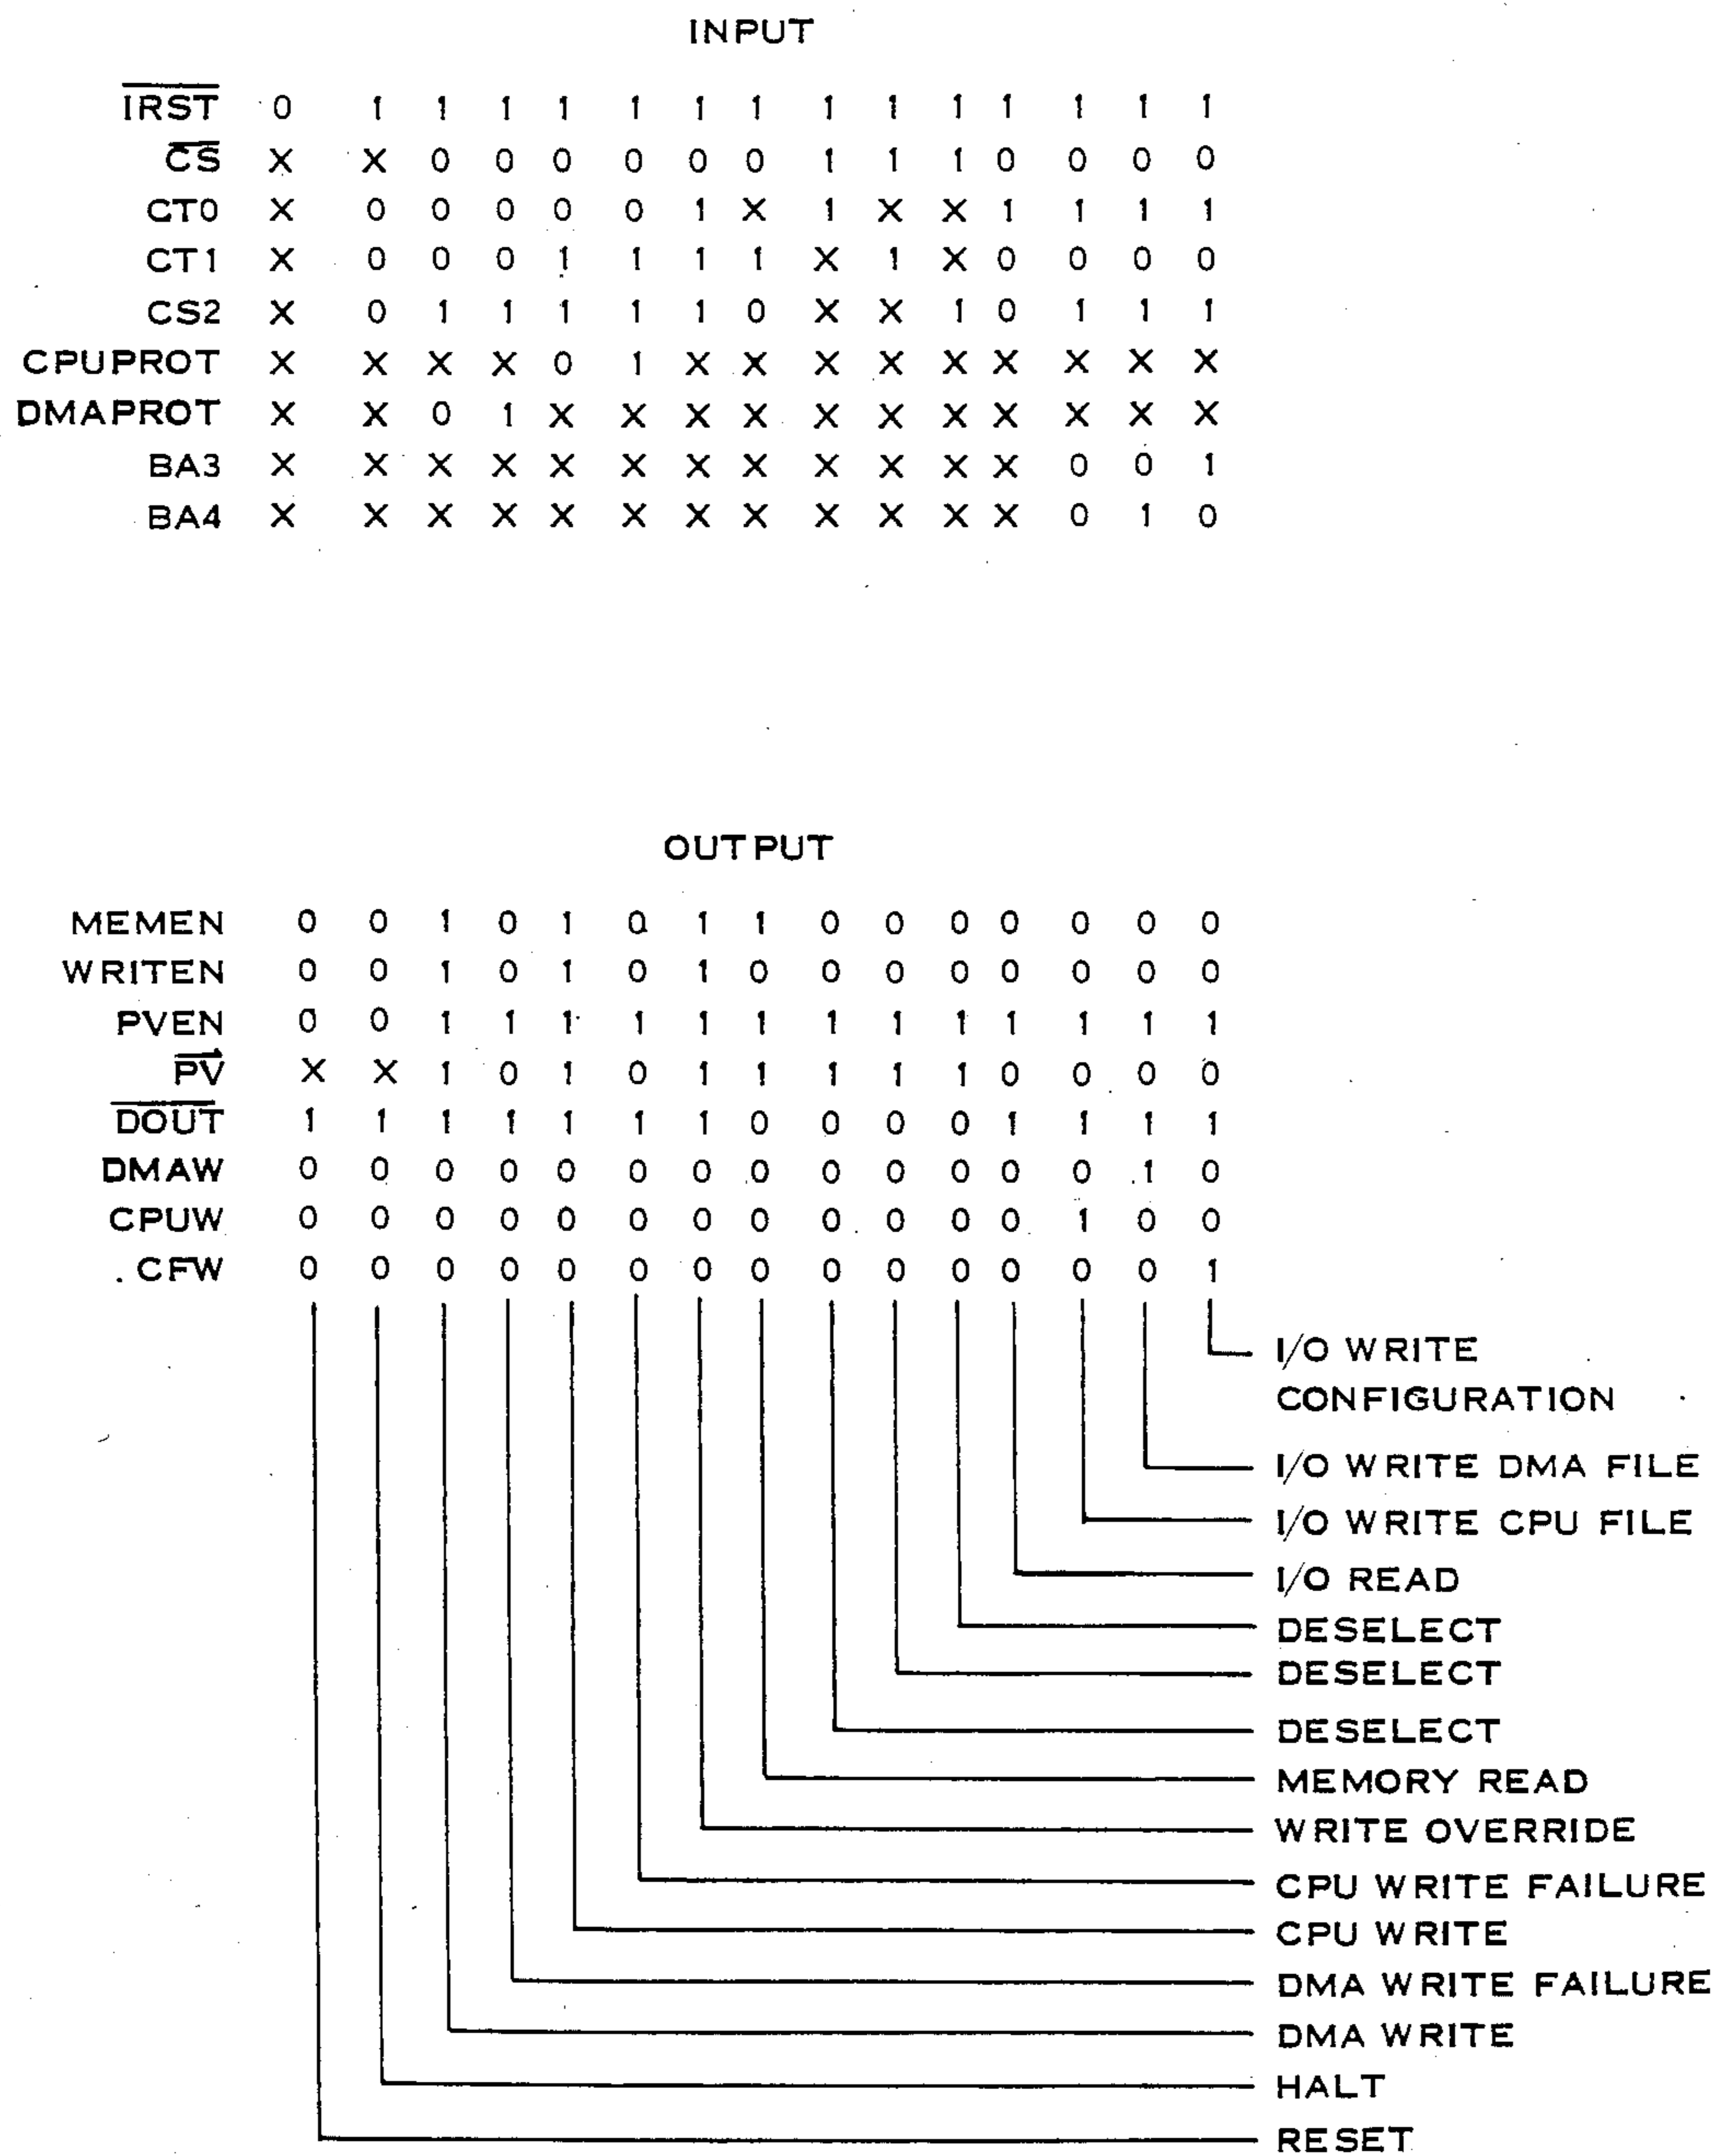 INPUT
IRST 0 1 1 1 1 1 1 1 1 1 1 1 1 1 1
CS X X 0 0 0 0 0 0 1 1 1 0 0 0 0
CT0 X 0 0 0 0 0 1 X 1 X X 1 1 1 1
CT1 X 0 0 0 1 1 1 1 X 1 X 0 0 0 0
CS2 X 0 1 1 1 1 1 0 X X 1 0 1 1 1
CPUPROT X X X X 0 1 X X X X X X X X X
DMAPROT X X 0 1 X X X X X X X X X X X
BA3 X X X X X X X X X X X X 0 0 1
BA4 X X X X X X X X X X X X 0 1 0
OUTPUT
MEMEN 0 0 1 0 1 0 1 1 0 0 0 0 0 0 0
WRITEN 0 0 1 0 1 0 1 0 0 0 0 0 0 0 0
PVEN 0 0 1 1 1 1 1 1 1 1 1 1 1 1 1
PV X X 1 0 1 0 1 1 1 1 1 0 0 0 0
DOUT 1 1 1 1 1 1 1 0 0 0 0 1 1 1 1
DMAW 0 0 0 0 0 0 0 0 0 0 0 0 0 1 0
CPUW 0 0 0 0 0 0 0 0 0 0 0 0 1 0 0
CFW 0 0 0 0 0 0 0 0 0 0 0 0 0 0 1
I/O WRITE
CONFIGURATION
I/O WRITE DMA FILE
I/O WRITE CPU FILE
I/O READ
DESELECT
DESELECT
DESELECT
MEMORY READ
WRITE OVERRIDE
CPU WRITE FAILURE
CPU WRITE
DMA WRITE FAILURE
DMA WRITE
HALT
RESET